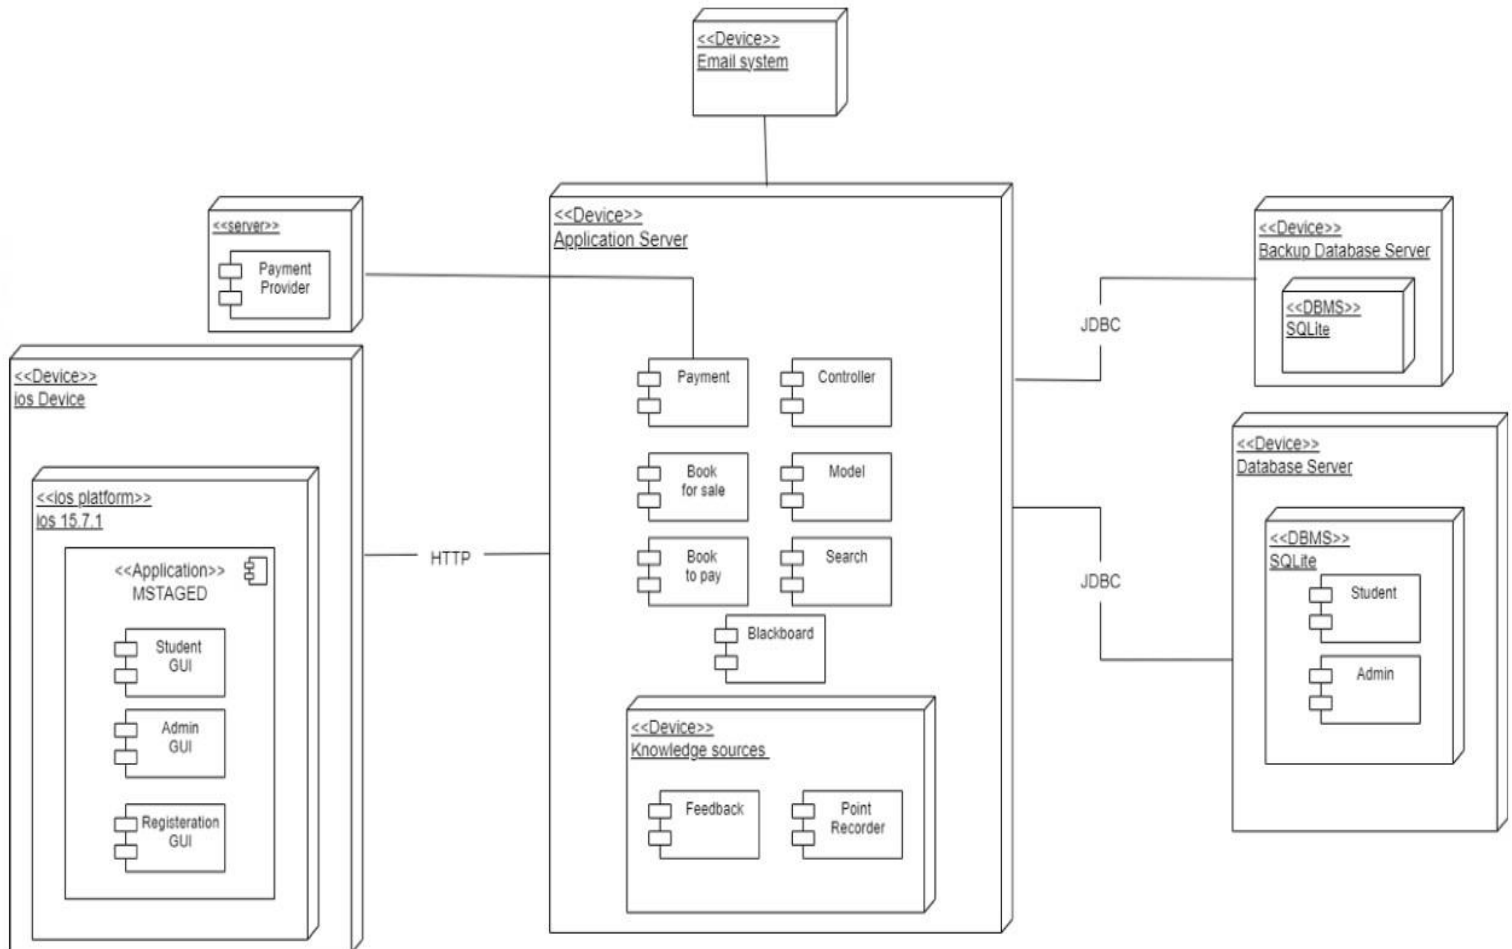 <<Device>>
Email system
<<server>>
Payment
Provider
<<Device>>
ios Device
<<ios platform>>
ios 15.7.1
<<Application>>
MSTAGED
Student
GUI
Admin
GUI
Registeration
GUI
HTTP
<<Device>>
Application Server
Payment
Controller
Book
for sale
Model
Book
to pay
Search
Blackboard
<<Device>>
Knowledge sources
Feedback
Point
Recorder
JDBC
JDBC
<<Device>>
Backup Database Server
<<DBMS>>
SQLite
<<Device>>
Database Server
<<DBMS>>
SQLite
Student
Admin